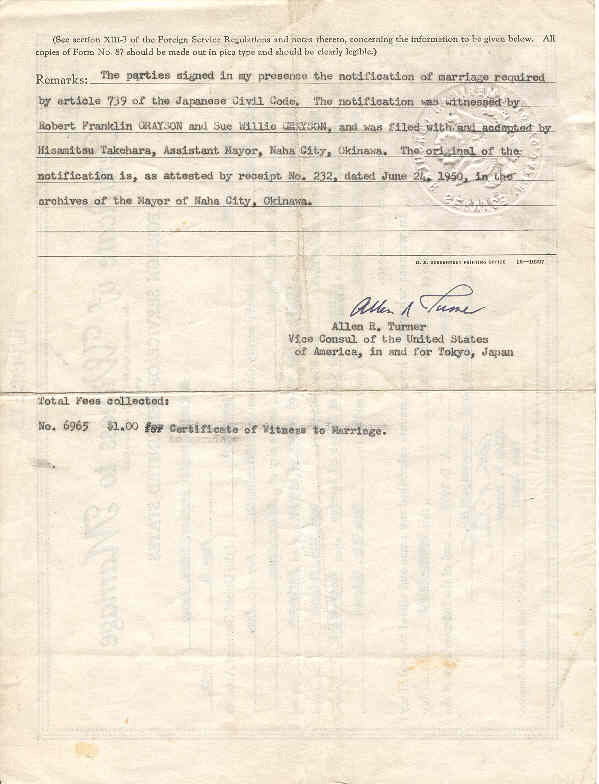 (See section XIII-3 of the Foreign Service Regulations and notes thereto, concerning the information to be given below. All
copies of Form No. 87 should be made out in pica type and should be clearly legible.)
Remarks: The parties signed in my presence the notification of marriage required
by article 739 of the Japanese Civil Code. The notification was witnessed by
Robert Franklin GRAYSON and Sue Willie GRAYSON, and was filed with and accepted by
Hisamitsu Takehara, Assistant Mayor, Naha City, Okinawa. The original of the
notification is, as attested by receipt No. 232, dated June 24, 1950, in the
archives of the Mayor of Naha City, Okinawa.
U. S. GOVERNMENT PRINTING OFFICE
Allen R Turner
Allen R. Turner
Vice Consul of the United States
of America, in and for Tokyo, Japan
Total Fees collected:
No. 6965 $1.00 for Certificate of Witness to Marriage.